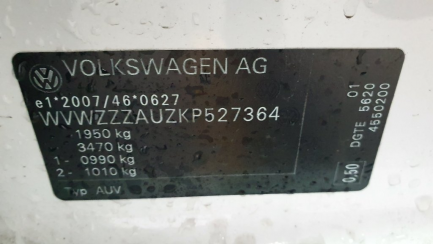 VOLKSWAGEN AG
e1*2007/46*0627
WVWZZZAUZKP527364
1950 kg
3470 kg
1- 0990 kg
2- 1010 kg
Typ AUV
0,50 DGTE 5620 01
4550200